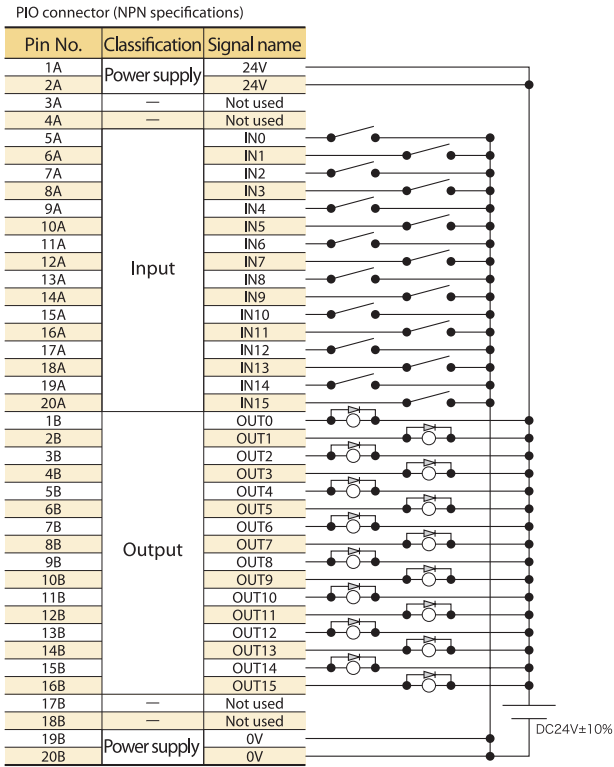 PIO connector (NPN specifications)
Pin No. Classification Signal name
1A Power supply 24V
2A 24V
3A — Not used
4A — Not used
5A Input IN0
6A IN1
7A IN2
8A IN3
9A IN4
10A IN5
11A IN6
12A IN7
13A IN8
14A IN9
15A IN10
16A IN11
17A IN12
18A IN13
19A IN14
20A IN15
1B Output OUT0
2B OUT1
3B OUT2
4B OUT3
5B OUT4
6B OUT5
7B OUT6
8B OUT7
9B OUT8
10B OUT9
11B OUT10
12B OUT11
13B OUT12
14B OUT13
15B OUT14
16B OUT15
17B — Not used
18B — Not used
19B Power supply 0V
20B 0V
DC24V±10%